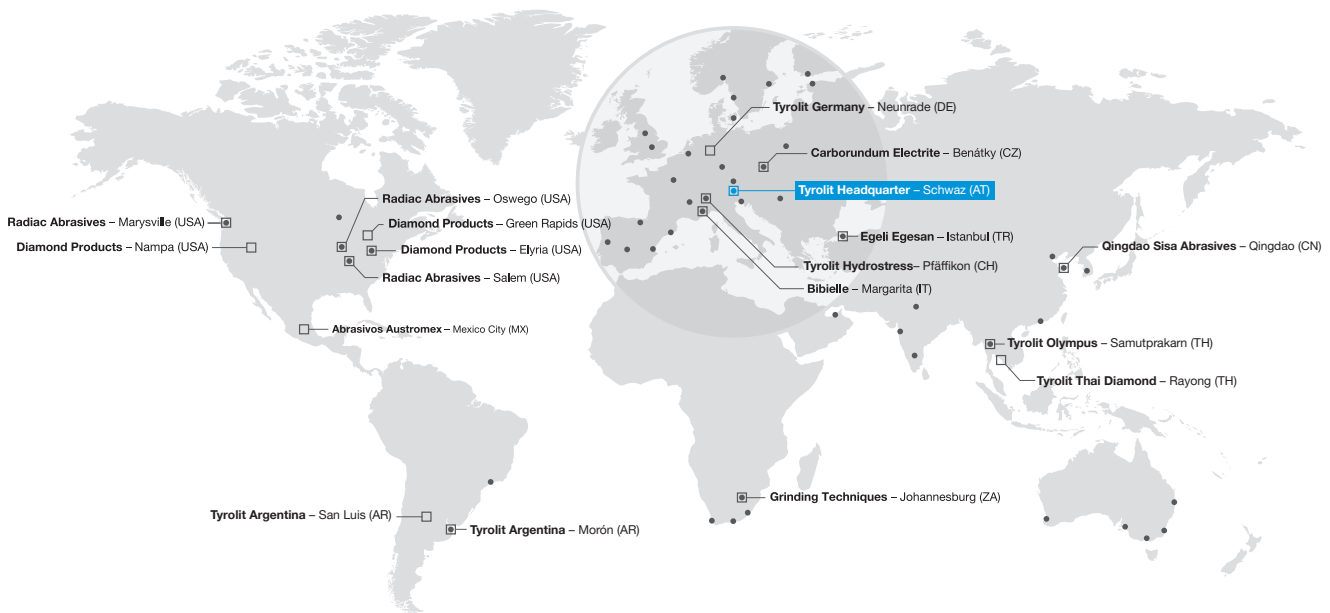 Tyrolit Germany – Neunrade (DE)
Carborundum Electrite – Benátky (CZ)
Tyrolit Headquarter – Schwaz (AT)
Radiac Abrasives – Oswego (USA)
Radiac Abrasives – Marysville (USA)
Diamond Products – Green Rapids (USA)
Egeli Egesan – Istanbul (TR)
Diamond Products – Nampa (USA)
Diamond Products – Elyria (USA)
Qingdao Sisa Abrasives – Qingdao (CN)
Tyrolit Hydrostress– Pfäffikon (CH)
Radiac Abrasives – Salem (USA)
Bibielle – Margarita (IT)
Abrasivos Austromex – Mexico City (MX)
Tyrolit Olympus – Samutprakarn (TH)
Tyrolit Thai Diamond – Rayong (TH)
Grinding Techniques – Johannesburg (ZA)
Tyrolit Argentina – San Luis (AR)
Tyrolit Argentina – Morón (AR)